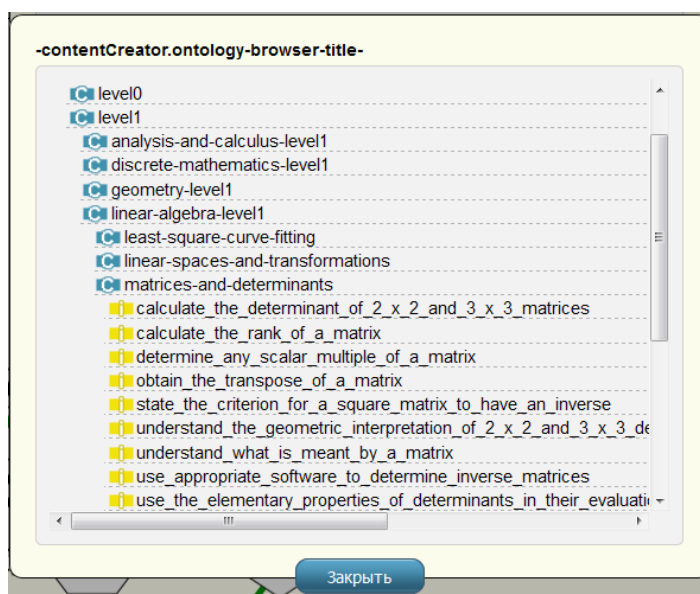 -contentCreator.ontology-browser-title-
level0
level1
analysis-and-calculus-level1
discrete-mathematics-level1
geometry-level1
linear-algebra-level1
least-square-curve-fitting
linear-spaces-and-transformations
matrices-and-determinants
calculate_the_determinant_of_2_x_2_and_3_x_3_matrices
calculate_the_rank_of_a_matrix
determine_any_scalar_multiple_of_a_matrix
obtain_the_transpose_of_a_matrix
state_the_criterion_for_a_square_matrix_to_have_an_inverse
understand_the_geometric_interpretation_of_2_x_2_and_3_x_3_de
understand_what_is_meant_by_a_matrix
use_appropriate_software_to_determine_inverse_matrices
use_the_elementary_properties_of_determinants_in_their_evaluati
Закрыть